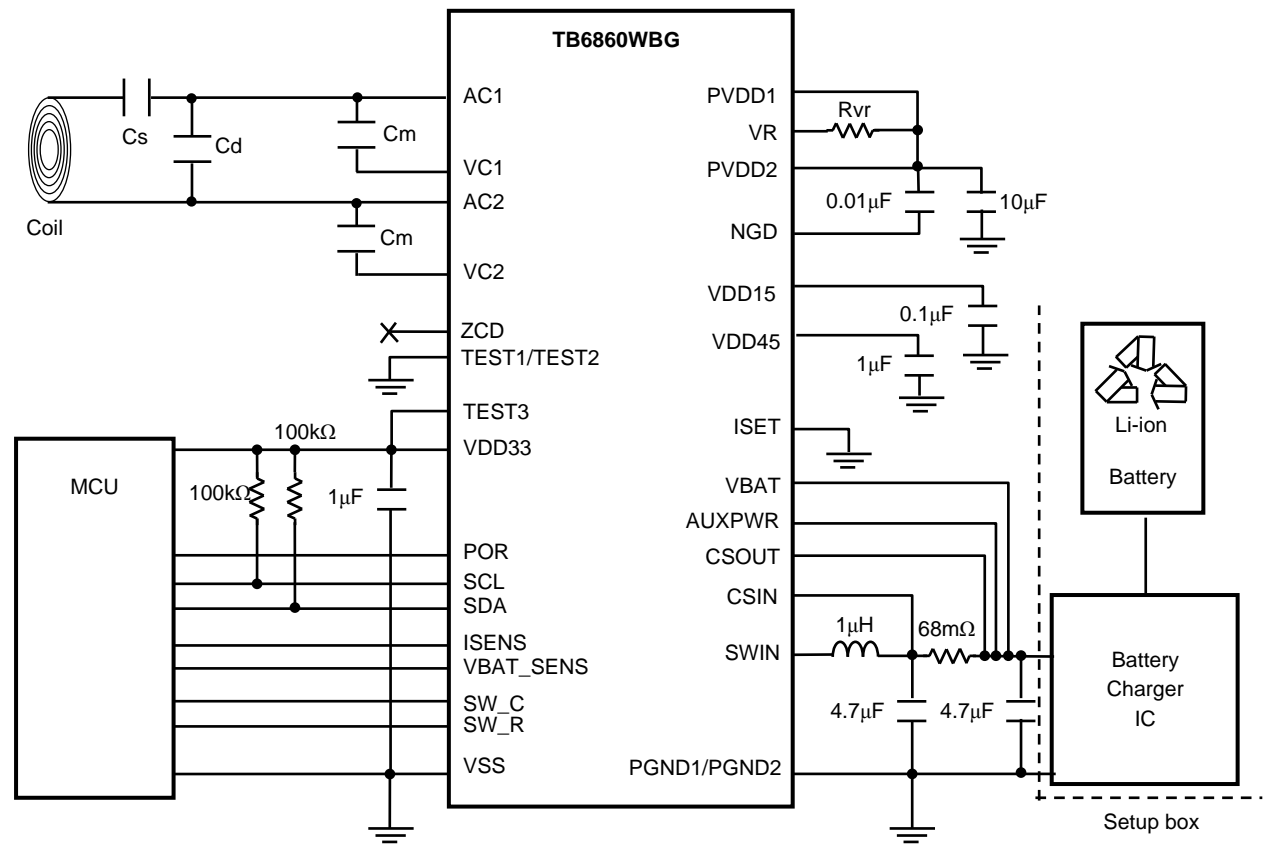 TB6860WBG
AC1
VC1
AC2
VC2
ZCD
TEST1/TEST2
TEST3
VDD33
POR
SCL
SDA
ISENS
VBAT_SENS
SW_C
SW_R
VSS
PVDD1
VR
PVDD2
NGD
VDD15
VDD45
ISET
VBAT
AUXPWR
CSOUT
CSIN
SWIN
PGND1/PGND2
Cs
Cd
Cm
Cm
Coil
100kΩ
100kΩ
1μF
MCU
Rvr
0.01μF
10μF
0.1μF
1μF
1μH
68mΩ
4.7μF
4.7μF
Li-ion
Battery
Battery
Charger
IC
Setup box